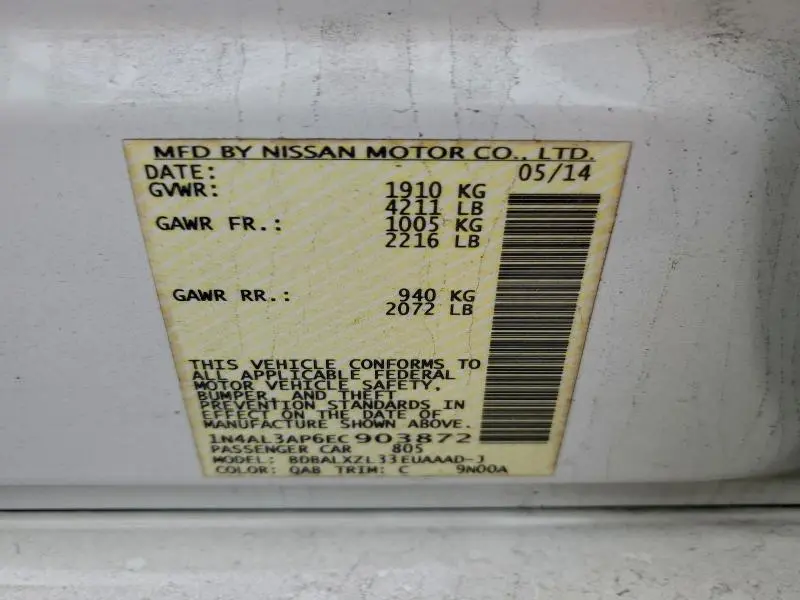 MFD BY NISSAN MOTOR CO., LTD.
DATE: 05/14
GVWR: 1910 KG
4211 LB
GAWR FR.: 1005 KG
2216 LB
GAWR RR.: 940 KG
2072 LB
THIS VEHICLE CONFORMS TO
ALL APPLICABLE FEDERAL
MOTOR VEHICLE SAFETY,
BUMPER, AND THEFT
PREVENTION STANDARDS IN
EFFECT ON THE DATE OF
MANUFACTURE SHOWN ABOVE.
1N4AL3AP6EC903872
PASSENGER CAR 805
MODEL: BDBALXZL33EUAAAD-J
COLOR: QAB TRIM: C 9N00A